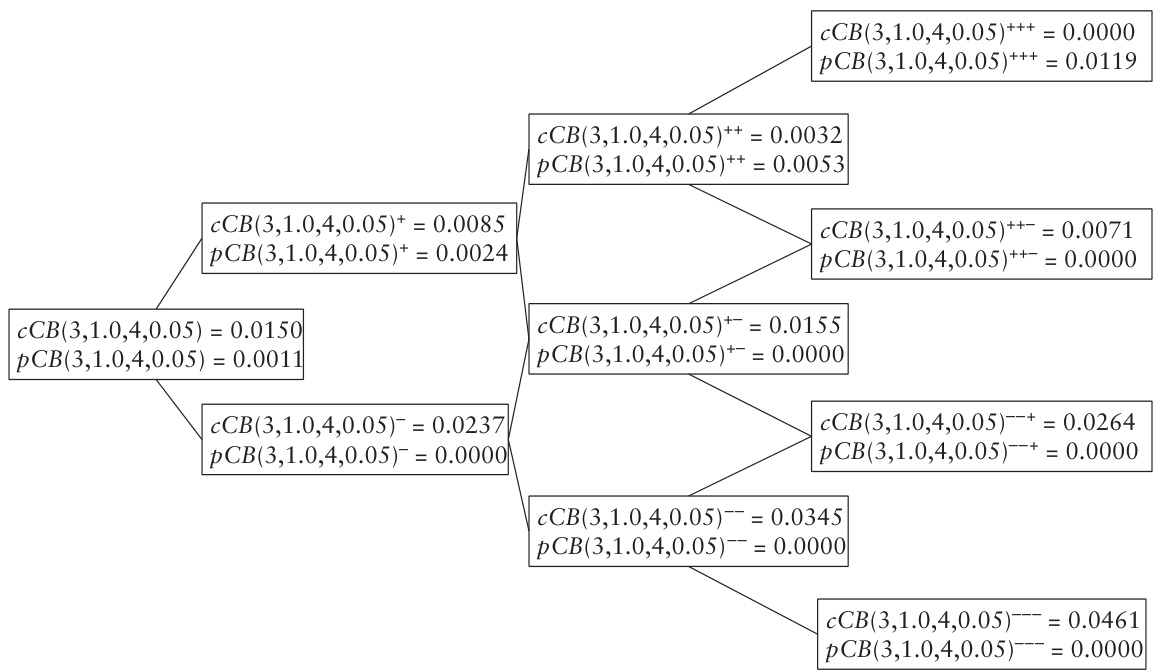 cCB(3,1.0,4,0.05)⁺⁺⁺ = 0.0000
pCB(3,1.0,4,0.05)⁺⁺⁺ = 0.0119
cCB(3,1.0,4,0.05)⁺⁺ = 0.0032
pCB(3,1.0,4,0.05)⁺⁺ = 0.0053
cCB(3,1.0,4,0.05)⁺ = 0.0085
pCB(3,1.0,4,0.05)⁺ = 0.0024
cCB(3,1.0,4,0.05)⁺⁺⁻ = 0.0071
pCB(3,1.0,4,0.05)⁺⁺⁻ = 0.0000
cCB(3,1.0,4,0.05) = 0.0150
pCB(3,1.0,4,0.05) = 0.0011
cCB(3,1.0,4,0.05)⁺⁻ = 0.0155
pCB(3,1.0,4,0.05)⁺⁻ = 0.0000
cCB(3,1.0,4,0.05)⁻ = 0.0237
pCB(3,1.0,4,0.05)⁻ = 0.0000
cCB(3,1.0,4,0.05)⁻⁻⁺ = 0.0264
pCB(3,1.0,4,0.05)⁻⁻⁺ = 0.0000
cCB(3,1.0,4,0.05)⁻⁻ = 0.0345
pCB(3,1.0,4,0.05)⁻⁻ = 0.0000
cCB(3,1.0,4,0.05)⁻⁻⁻ = 0.0461
pCB(3,1.0,4,0.05)⁻⁻⁻ = 0.0000